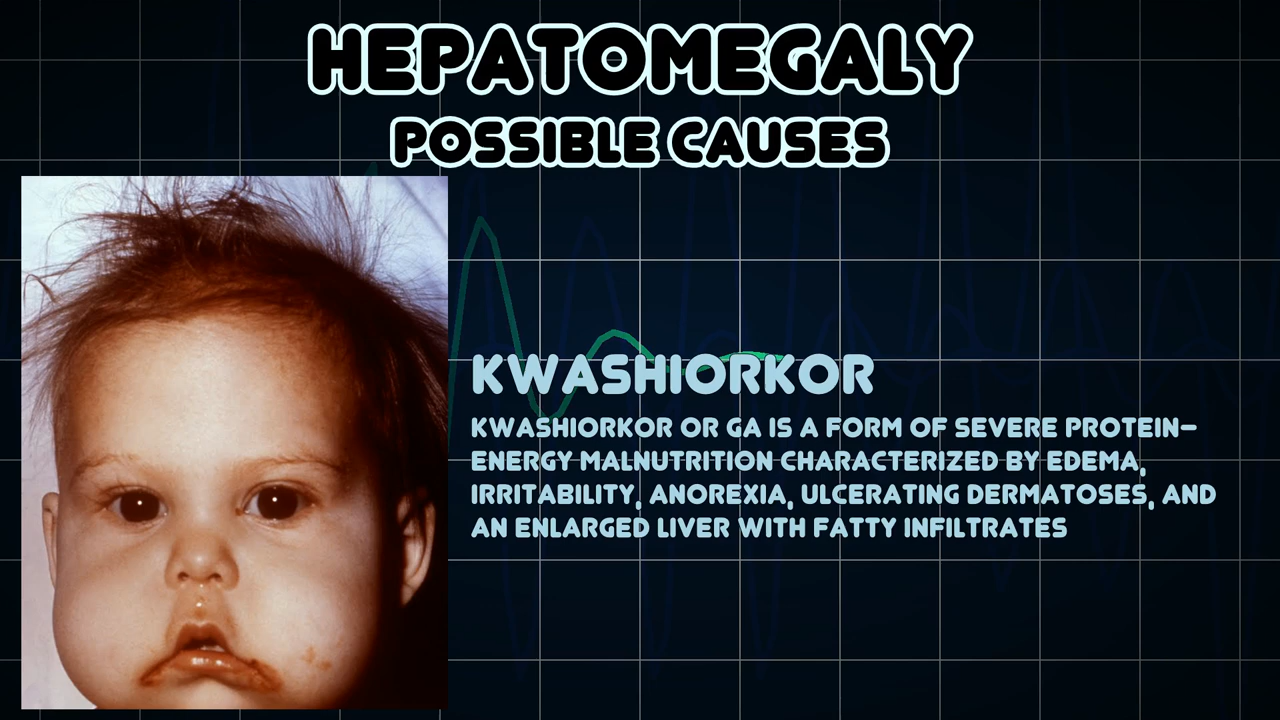 HEPATOMEGALY
POSSIBLE CAUSES
KWASHIORKOR
KWASHIORKOR OR GA IS A FORM OF SEVERE PROTEIN–
ENERGY MALNUTRITION CHARACTERIZED BY EDEMA,
IRRITABILITY, ANOREXIA, ULCERATING DERMATOSES, AND
AN ENLARGED LIVER WITH FATTY INFILTRATES